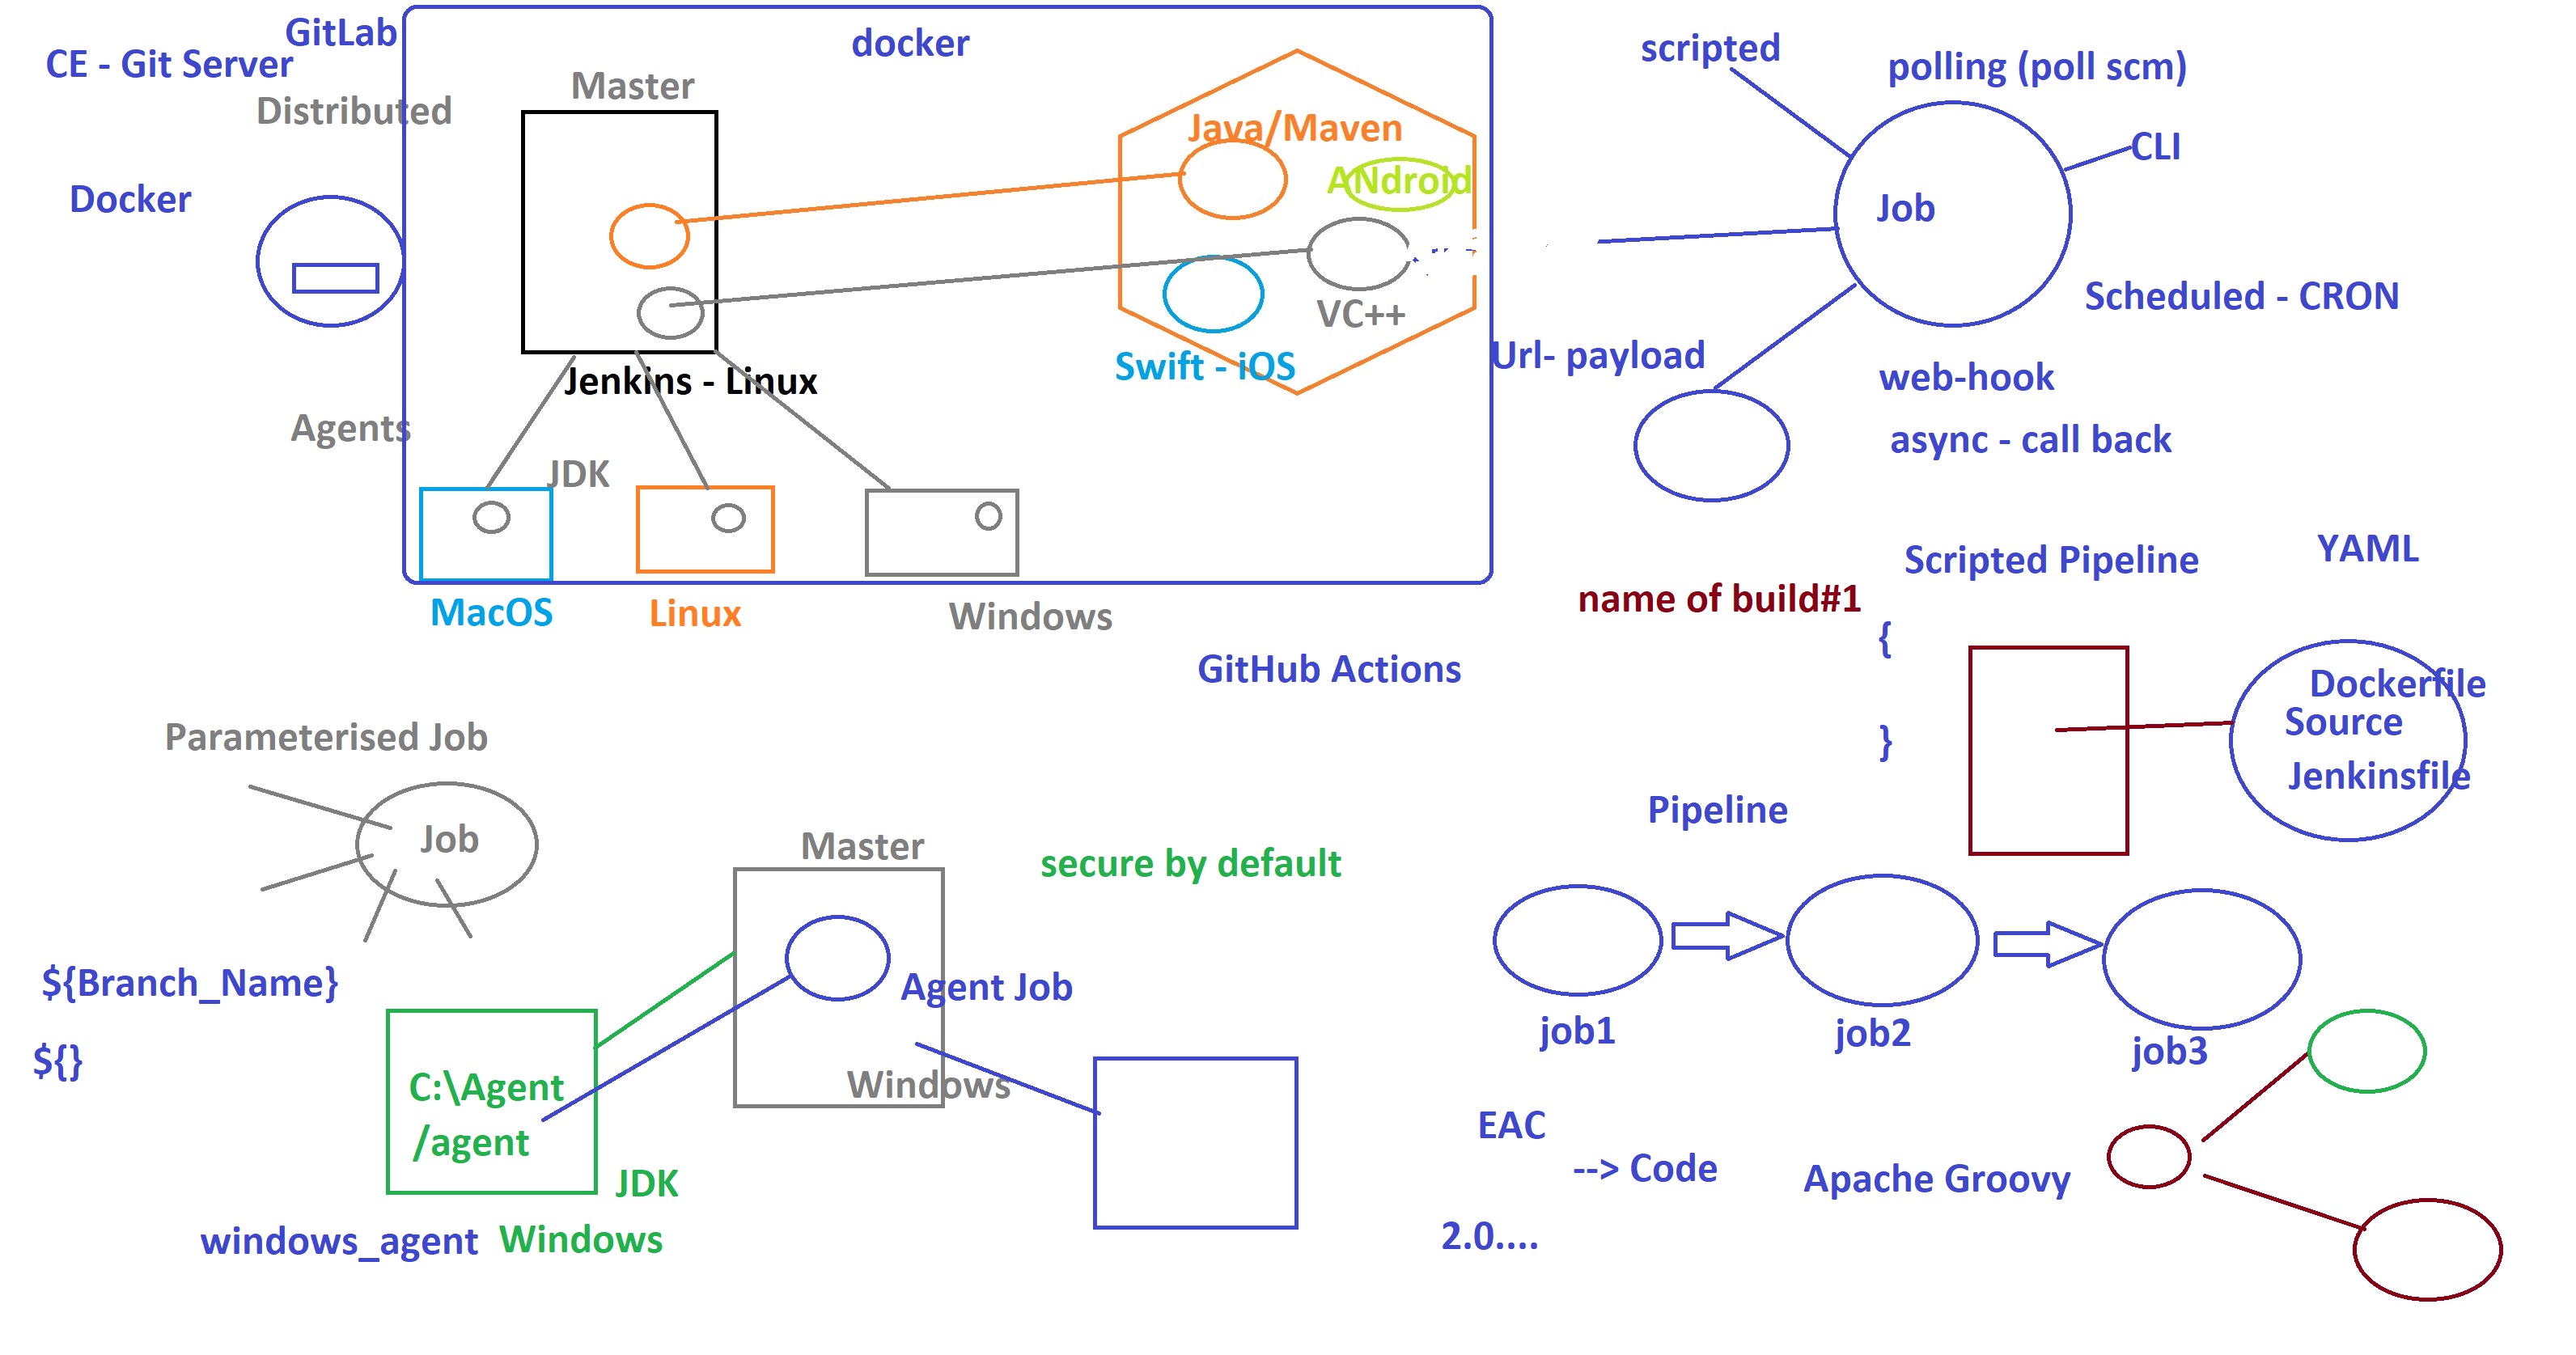 GitLab
CE - Git Server
Distributed
Docker
docker
Master
Java/Maven
ANdroid
VC++
Swift - iOS
Jenkins - Linux
Agents
JDK
MacOS
Linux
Windows
GitHub Actions
scripted
polling (poll scm)
CLI
Job
Scheduled - CRON
Url- payload
web-hook
async - call back
Scripted Pipeline
YAML
name of build#1
{
}
Dockerfile
Source
Jenkinsfile
Pipeline
job1
job2
job3
EAC
--> Code
Apache Groovy
2.0....
Parameterised Job
Job
Master
secure by default
${Branch_Name}
Agent Job
${}
C:\Agent
/agent
Windows
JDK
windows_agent
Windows